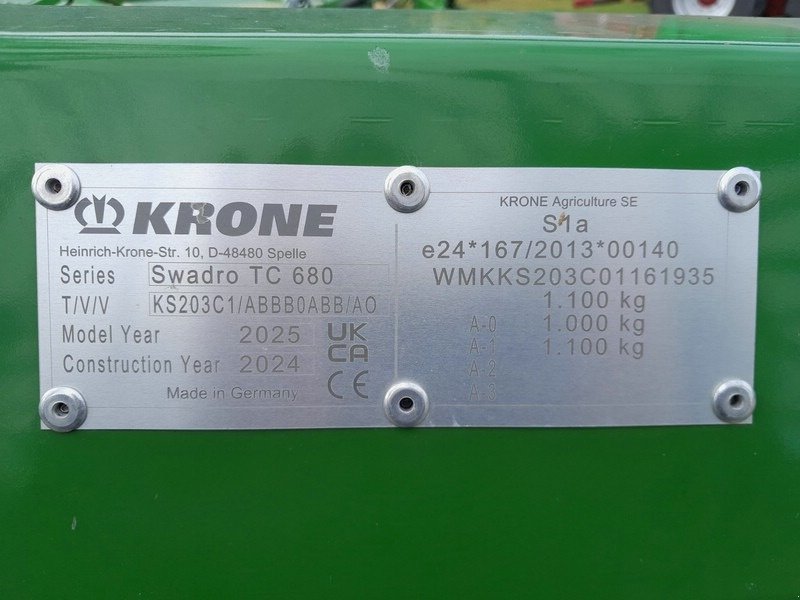 KRONE
Heinrich-Krone-Str. 10, D-48480 Spelle
Series Swadro TC 680
T/V/V KS203C1/ABBB0ABB/AO
Model Year 2025
UK
CA
Construction Year 2024
CE
Made in Germany
KRONE Agriculture SE
S1a
e24*167/2013*00140
WMKKS203C01161935
1.100 kg
A-0 1.000 kg
A-1 1.100 kg
A-2
A-3